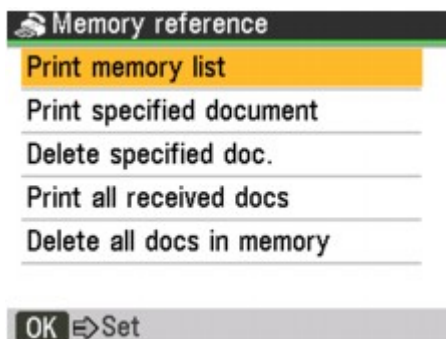 Memory reference
Print memory list
Print specified document
Delete specified doc.
Print all received docs
Delete all docs in memory
OK Set